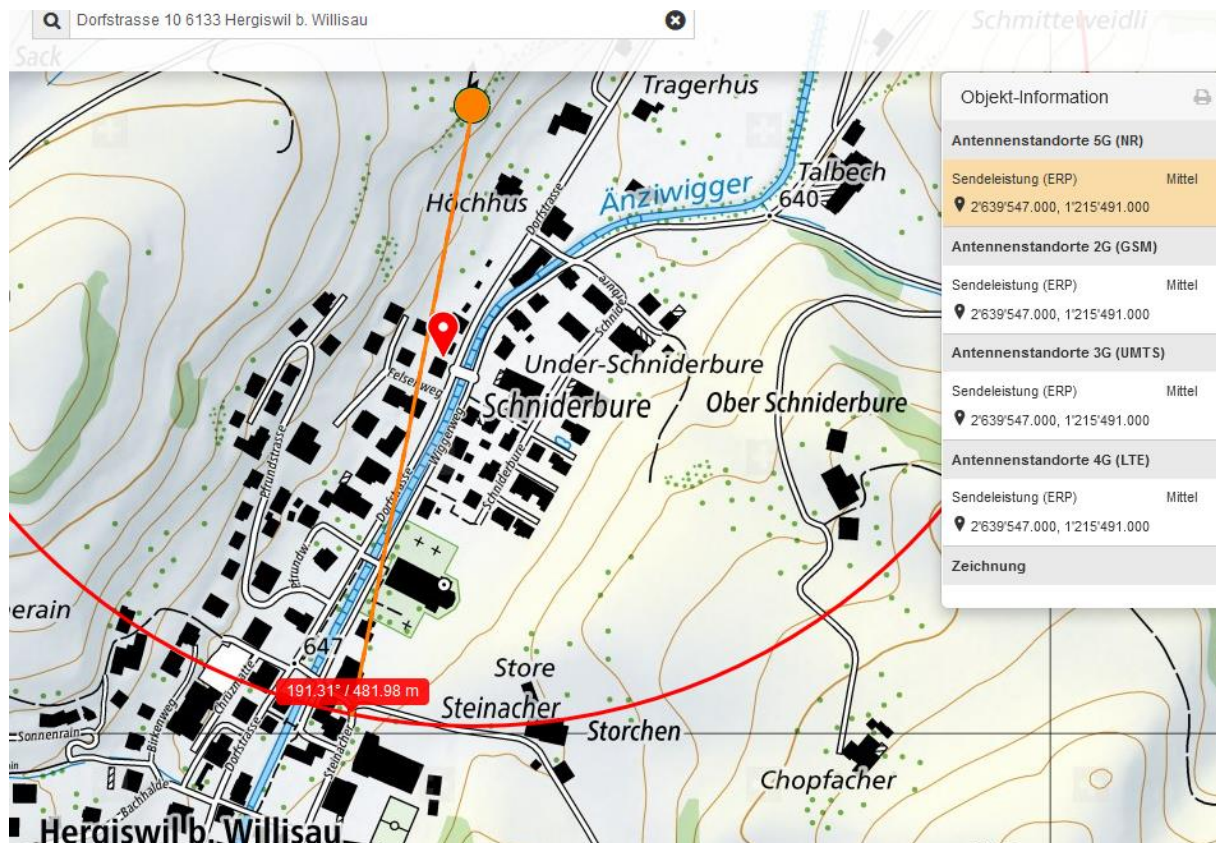 Dorfstrasse 10 6133 Hergiswil b. Willisau
Schmitteweidli
Sack
Tragerhus
Objekt-Information
Antennenstandorte 5G (NR)
Sendeleistung (ERP) Mittel
2'639'547.000, 1'215'491.000
Antennenstandorte 2G (GSM)
Sendeleistung (ERP) Mittel
2'639'547.000, 1'215'491.000
Antennenstandorte 3G (UMTS)
Sendeleistung (ERP) Mittel
2'639'547.000, 1'215'491.000
Antennenstandorte 4G (LTE)
Sendeleistung (ERP) Mittel
2'639'547.000, 1'215'491.000
Zeichnung
Talbech
640
Änziwigger
Höchhus
Dorfstrasse
Schniderbure
Under-Schniderbure
Felsenweg
Schniderbure
Ober Schniderbure
Wiggerweg
Pfrundstrasse
Dorfstrasse
Schniderbure
Pfrundw.
erain
647
Store
191.31° / 481.98 m
Steinacher
Storchen
Chrüzmatte
Birkenweg
Dorfstrasse
Steinacher
Sonnenrain
Chopfacher
Bachhalde
Hergiswil b. Willisau